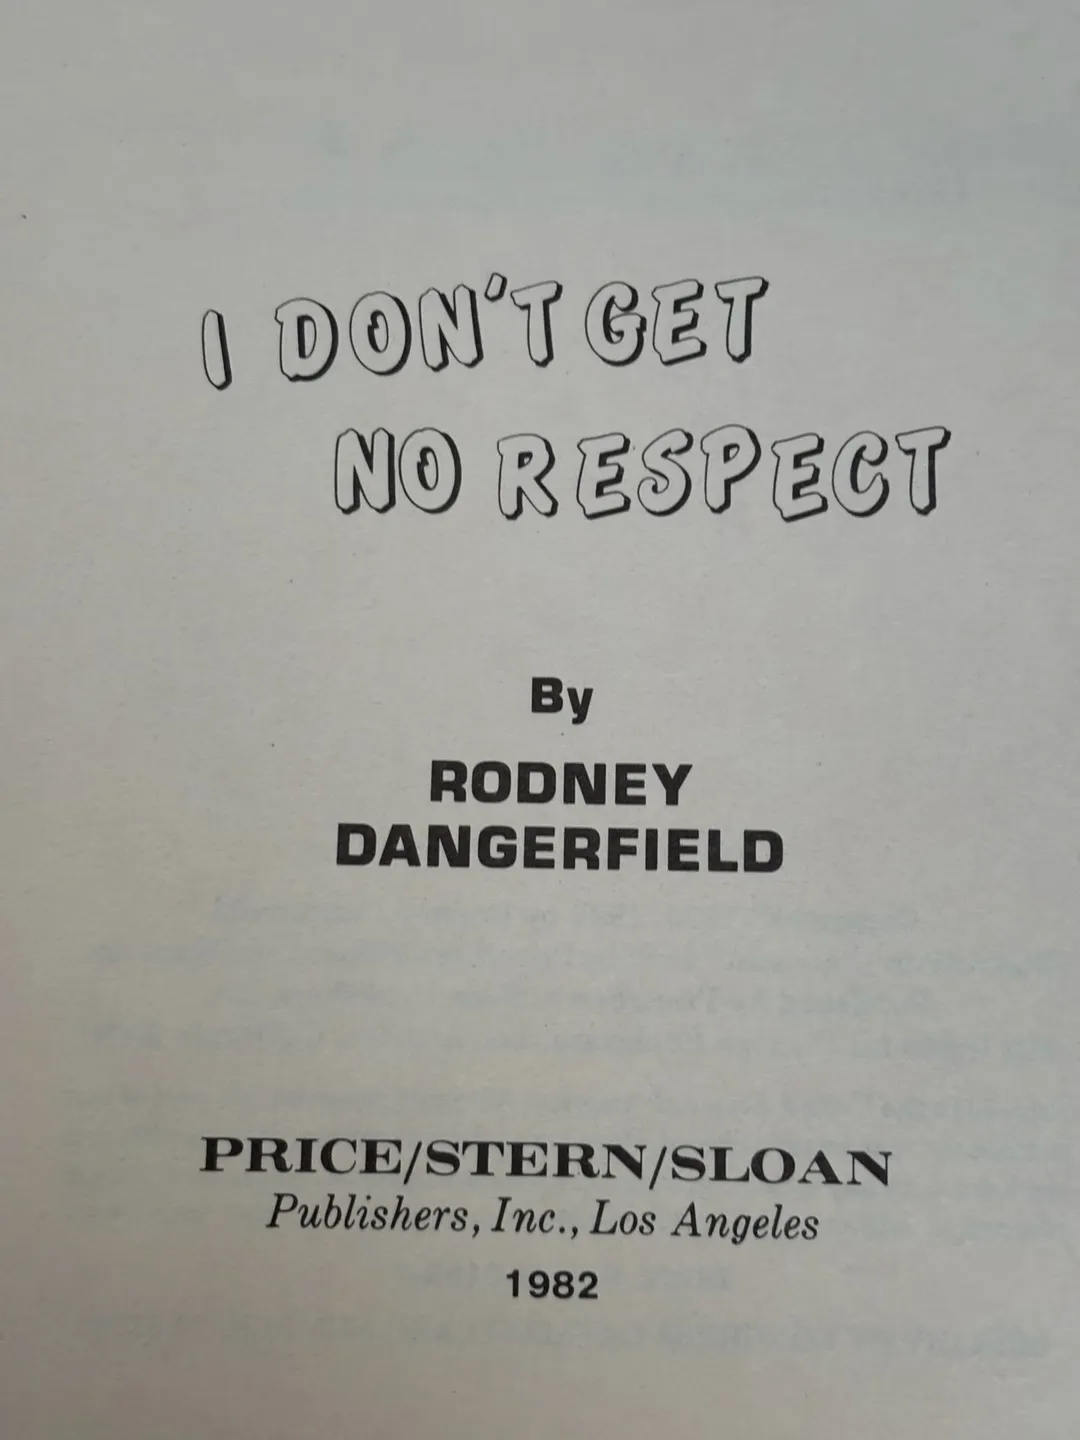 I DON'T GET
NO RESPECT
By
RODNEY
DANGERFIELD
PRICE/STERN/SLOAN
Publishers, Inc., Los Angeles
1982